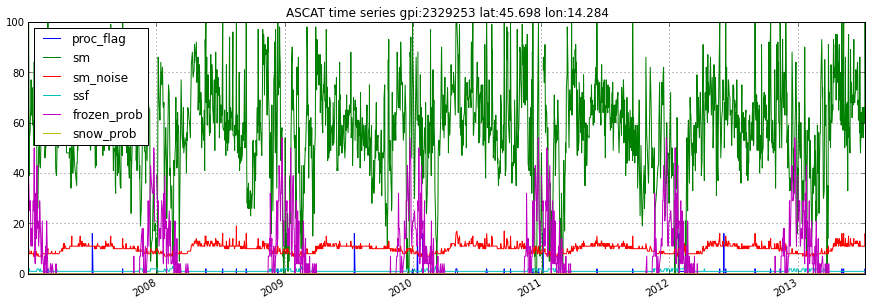 ASCAT time series gpi:2329253 lat:45.698 lon:14.284
100
80
60
40
20
0
proc_flag
sm
sm_noise
ssf
frozen_prob
snow_prob
2008
2009
2010
2011
2012
2013